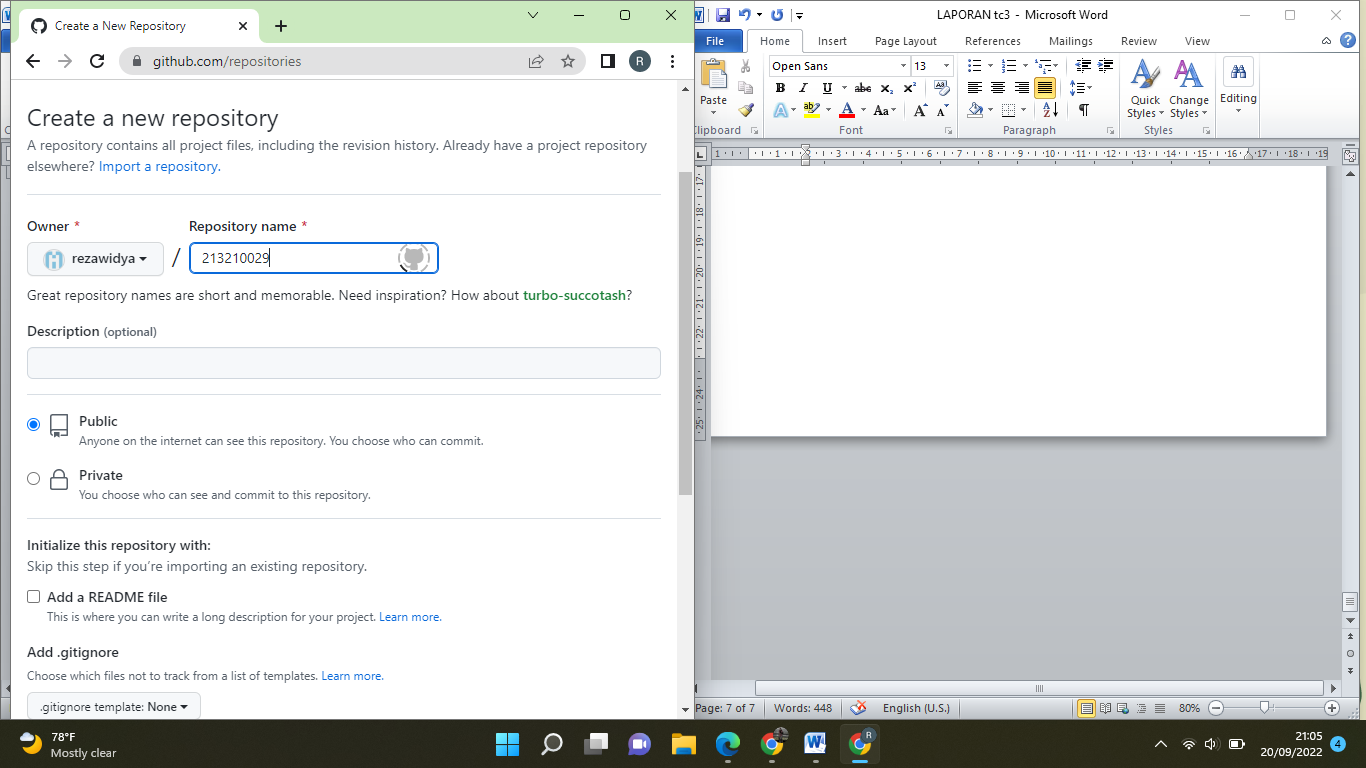 Create a New Repository
github.com/repositories
R
Create a new repository
A repository contains all project files, including the revision history. Already have a project repository
elsewhere? Import a repository.
Owner *
Repository name *
rezawidya
/
213210029
Great repository names are short and memorable. Need inspiration? How about turbo-succotash?
Description (optional)
Public
Anyone on the internet can see this repository. You choose who can commit.
Private
You choose who can see and commit to this repository.
Initialize this repository with:
Skip this step if you're importing an existing repository.
Add a README file
This is where you can write a long description for your project. Learn more.
Add .gitignore
Choose which files not to track from a list of templates. Learn more.
.gitignore template: None
LAPORAN tc3 - Microsoft Word
File Home Insert Page Layout References Mailings Review View
Paste
Open Sans 13
B I U abc x₂ x²
A ab A Aa A A
Quick Styles
Change Styles
Editing
lipboard Font Paragraph Styles
1 1 2 3 4 5 6 7 8 9 10 11 12 13 14 15 16 17 18 19
17 18 19 20 21 22 24 25
Page: 7 of 7 Words: 448 English (U.S.) 80%
78°F
Mostly clear
R
21:05
20/09/2022
4